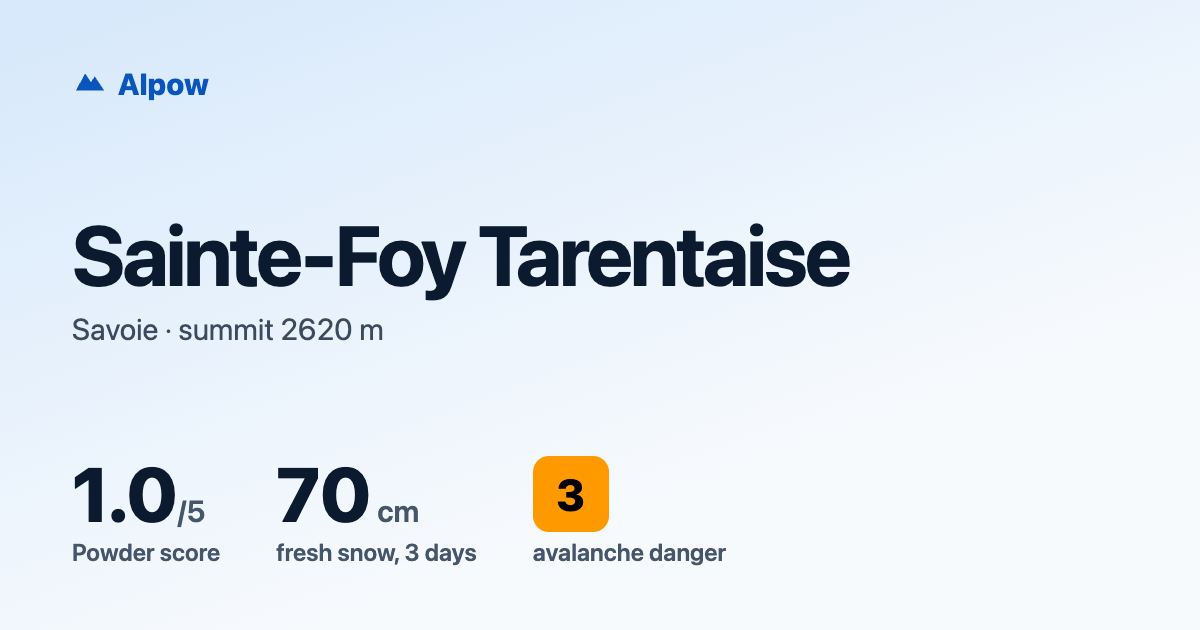 Alpow
Sainte-Foy Tarentaise
Savoie · summit 2620 m
1.0/5
Powder score
70 cm
fresh snow, 3 days
3
avalanche danger